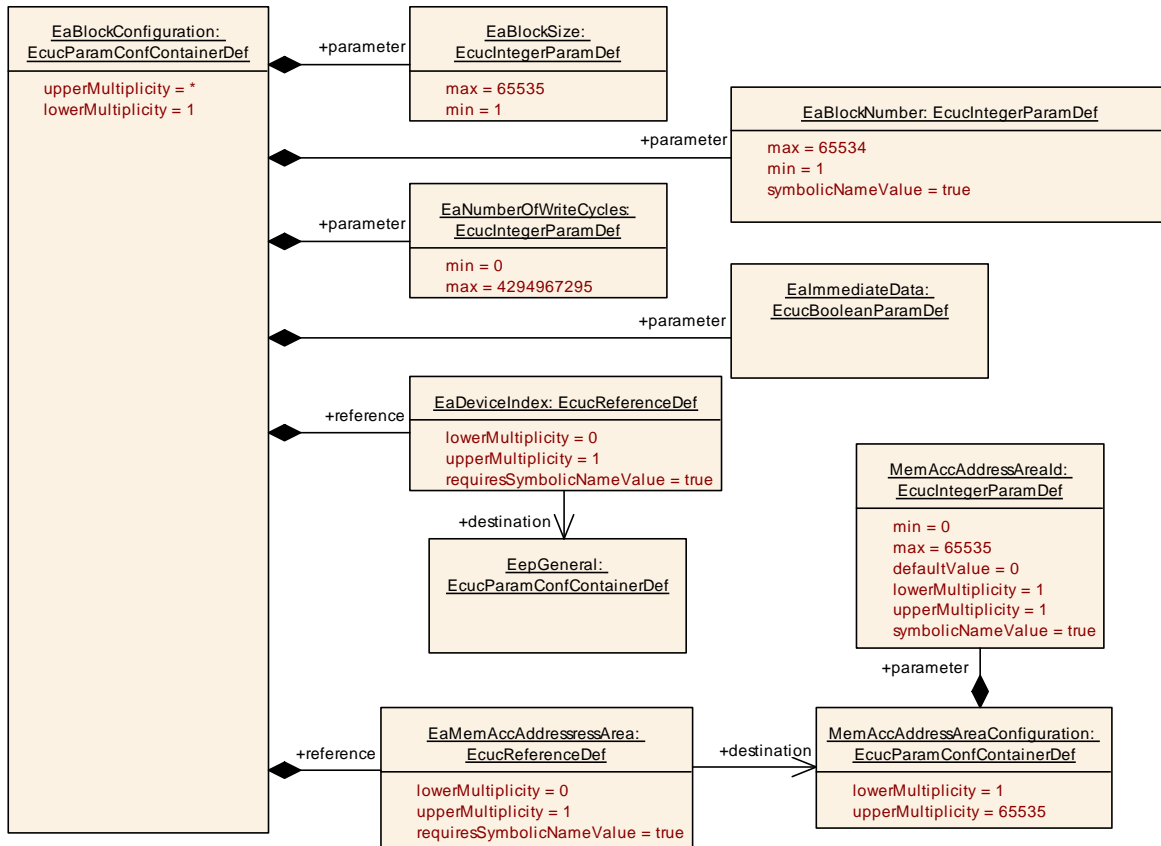 EaBlockConfiguration:
EcucParamConfContainerDef
upperMultiplicity = *
lowerMultiplicity = 1
+parameter
EaBlockSize:
EcucIntegerParamDef
max = 65535
min = 1
+parameter
EaBlockNumber: EcucIntegerParamDef
max = 65534
min = 1
symbolicNameValue = true
+parameter
EaNumberOfWriteCycles:
EcucIntegerParamDef
min = 0
max = 4294967295
+parameter
EaImmediateData:
EcucBooleanParamDef
+reference
EaDeviceIndex: EcucReferenceDef
lowerMultiplicity = 0
upperMultiplicity = 1
requiresSymbolicNameValue = true
+destination
EepGeneral:
EcucParamConfContainerDef
MemAccAddressAreaId:
EcucIntegerParamDef
min = 0
max = 65535
defaultValue = 0
lowerMultiplicity = 1
upperMultiplicity = 1
symbolicNameValue = true
+parameter
+reference
EaMemAccAddressressArea:
EcucReferenceDef
lowerMultiplicity = 0
upperMultiplicity = 1
requiresSymbolicNameValue = true
+destination
MemAccAddressAreaConfiguration:
EcucParamConfContainerDef
lowerMultiplicity = 1
upperMultiplicity = 65535